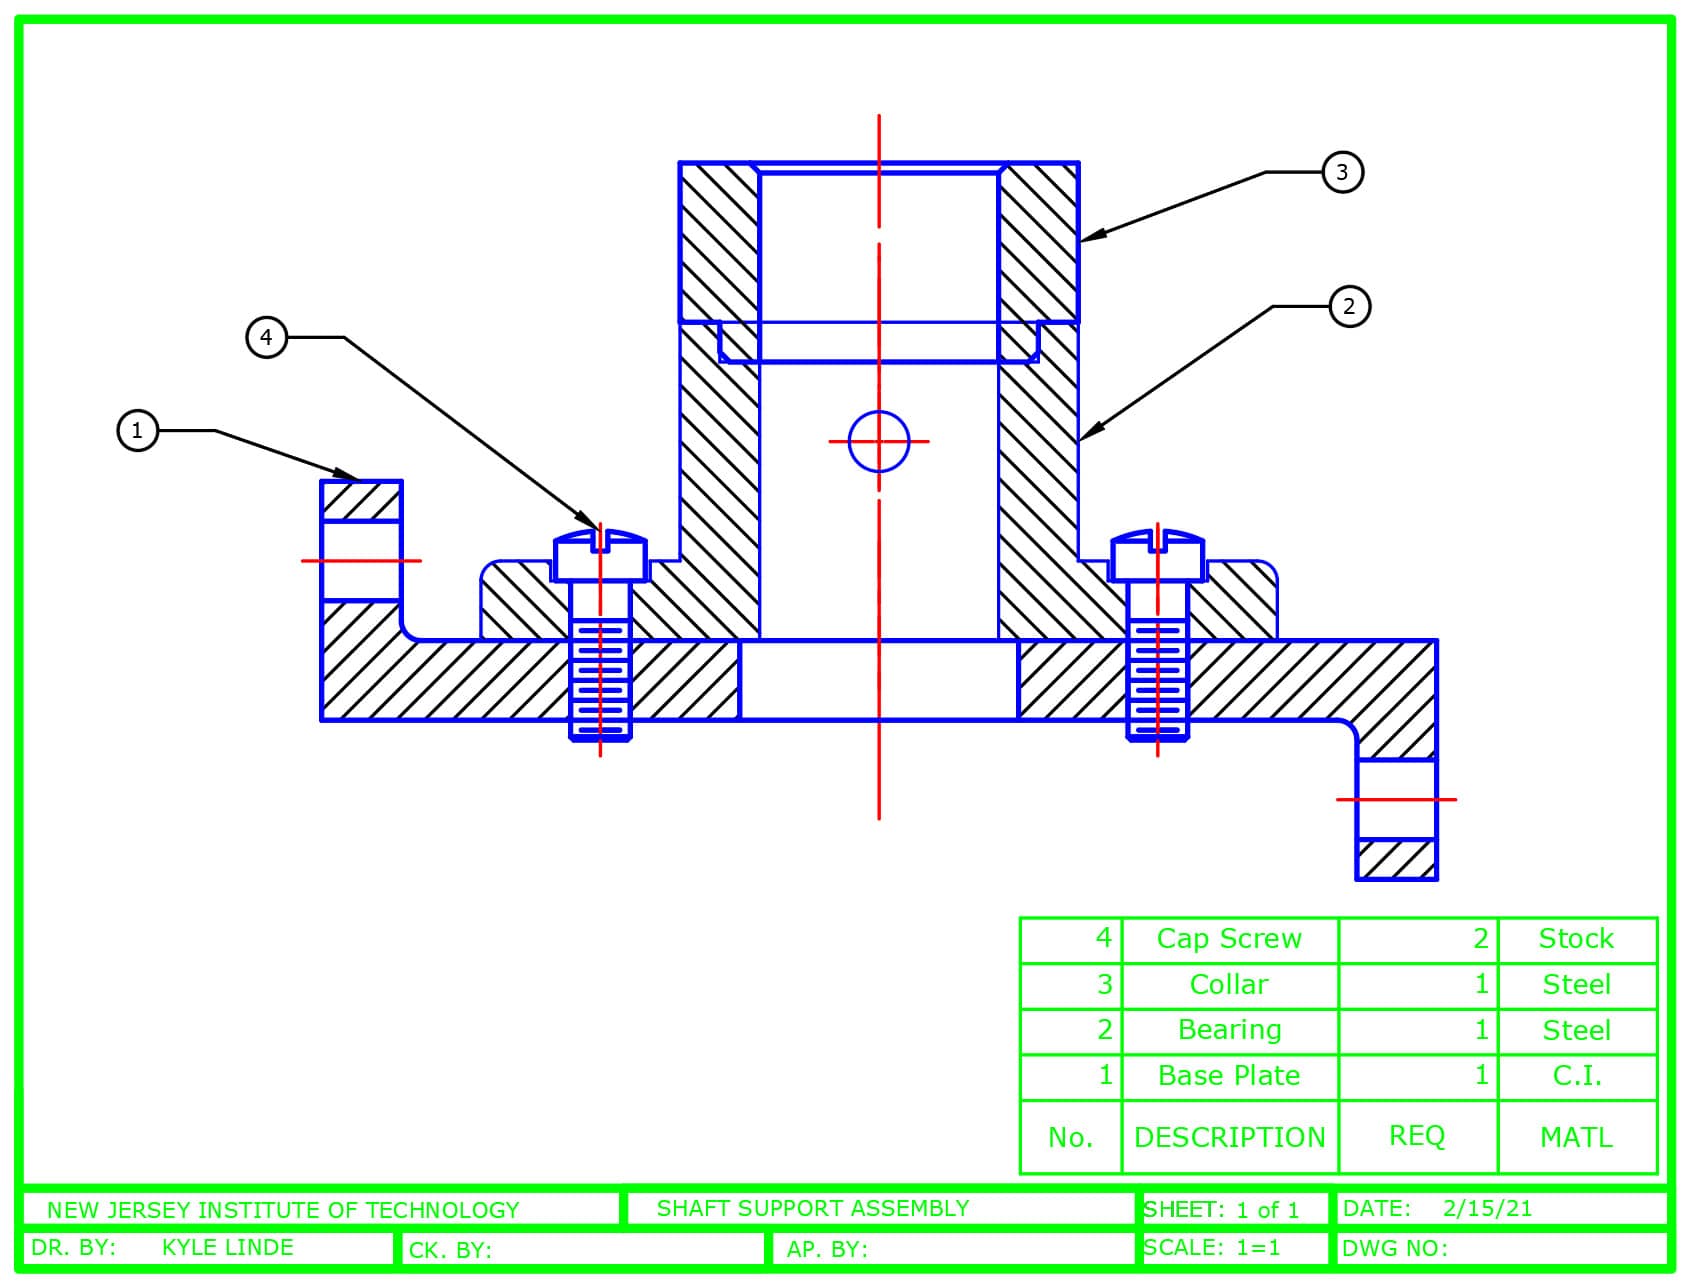 3
2
4
1
4 Cap Screw 2 Stock
3 Collar 1 Steel
2 Bearing 1 Steel
1 Base Plate 1 C.I.
No. DESCRIPTION REQ MATL
NEW JERSEY INSTITUTE OF TECHNOLOGY SHAFT SUPPORT ASSEMBLY SHEET: 1 of 1 DATE: 2/15/21
DR. BY: KYLE LINDE CK. BY: AP. BY: SCALE: 1=1 DWG NO: